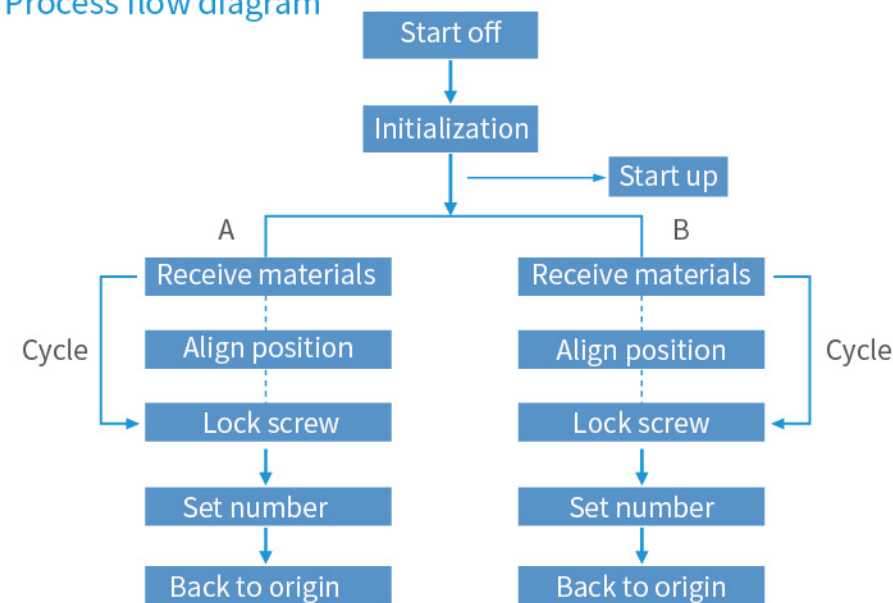 Process flow diagram
Start off
Initialization
Start up
A
B
Receive materials
Receive materials
Cycle
Align position
Align position
Cycle
Lock screw
Lock screw
Set number
Set number
Back to origin
Back to origin